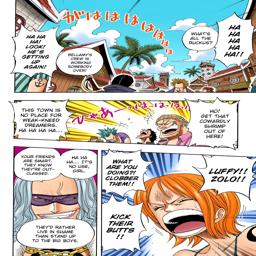 HA
HA
HA
HA!
WHAT'S
ALL THE
RUCKUS?
BELLAMY'S
CREW IS
WORKING
SOMEBODY
OVER!
HA HA
HA!
LOOK!
HE'S
GETTING
UP
AGAIN!
はははははは
HO!
GET THAT
COWARDLY
SHRIMP
OUT OF
HERE!
THIS TOWN IS
NO PLACE FOR
WEAK-KNEED
DREAMERS.
HA HA HA HA...
LUFFY!!
ZOLO!!
WHAT ARE
YOU
DOING?!
CLOBBER
THEM!!
KICK
THEIR
BUTTS
!!
HA HA
HA...
IT'S NO
USE,
GIRL.
YOUR FRIENDS
ARE SMART.
THEY KNOW
THEY'RE
OUT-
CLASSED.
THEY'D RATHER
LIVE IN SHAME
THAN STAND UP
TO THE BIG BOYS.